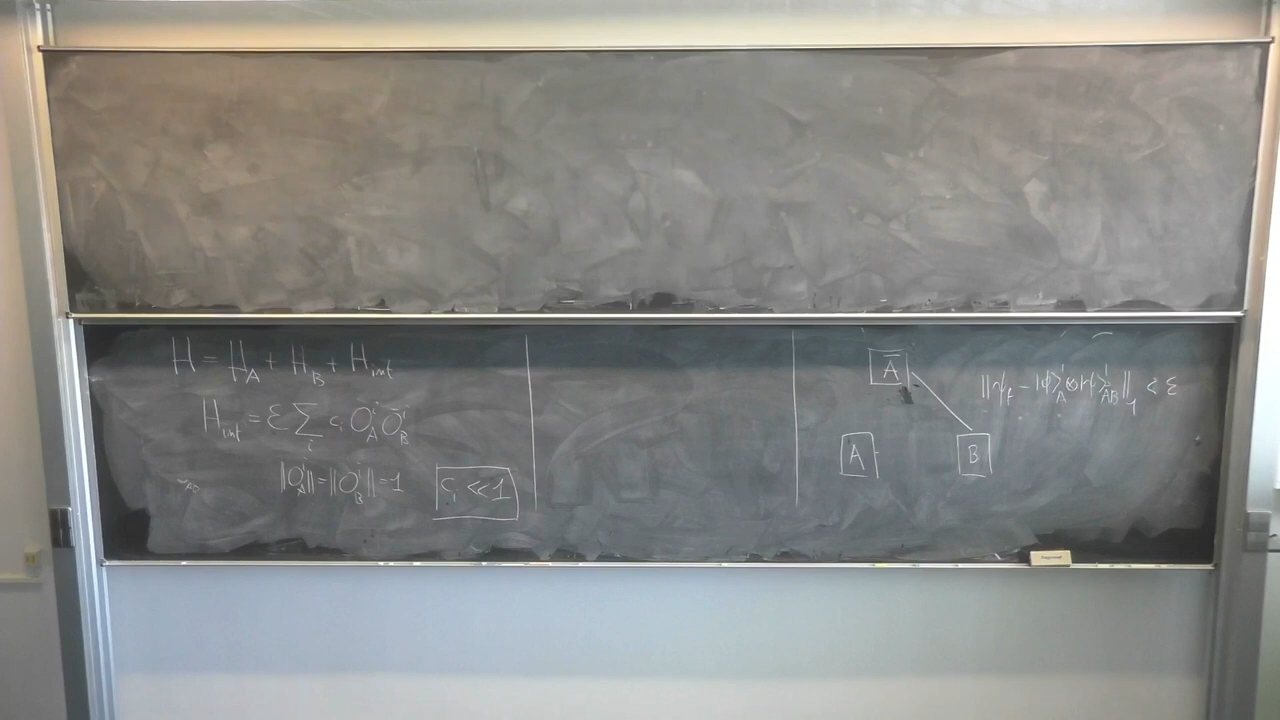 H = H_A + H_B + H_int
H_int = ε Σ_i c_i O_A^i O_B^i
||O_A^i|| = ||O_B^i|| = 1
c_i << 1
Ā
A
B
||ψ_f - |φ⟩_A ⊗ |ψ⟩_ĀB||_1 < ε